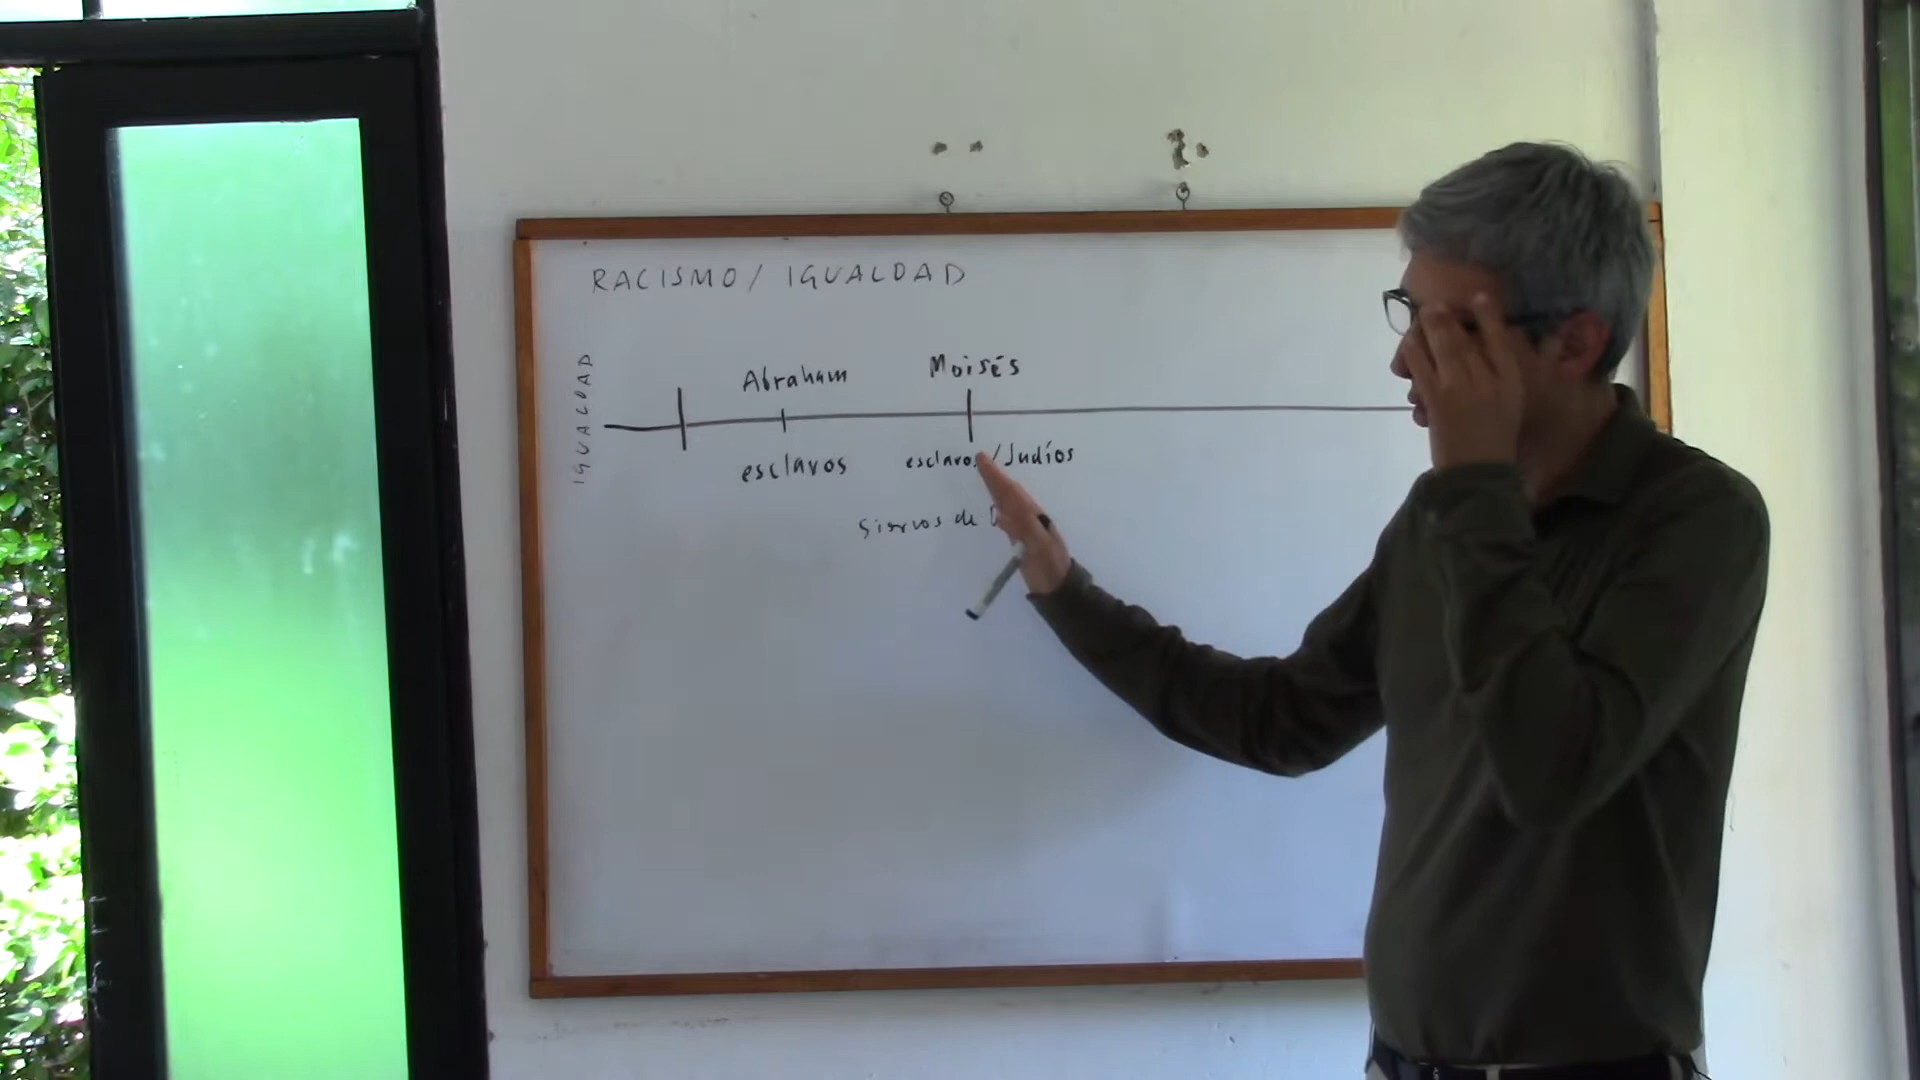 RACISMO/ IGUALDAD
IGUALDAD
Abraham Moisés
esclavos esclavos/Judíos
Siervos de